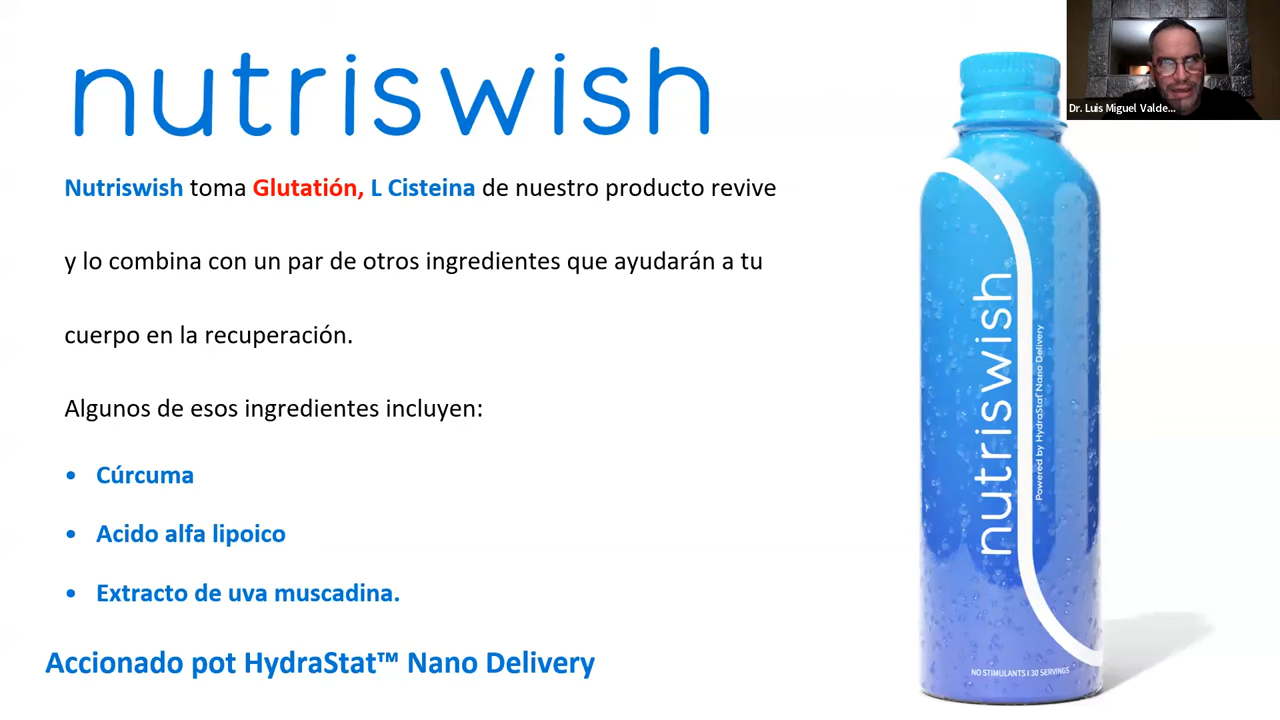 nutriswish
Dr. Luis Miguel Valde...
Nutriswish toma Glutatión, L Cisteina de nuestro producto revive
y lo combina con un par de otros ingredientes que ayudarán a tu
cuerpo en la recuperación.
Algunos de esos ingredientes incluyen:
• Cúrcuma
• Acido alfa lipoico
• Extracto de uva muscadina.
Accionado pot HydraStat™ Nano Delivery
nutriswish
Powered by HydraStat Nano Delivery
NO STIMULANTS I 30 SERVINGS